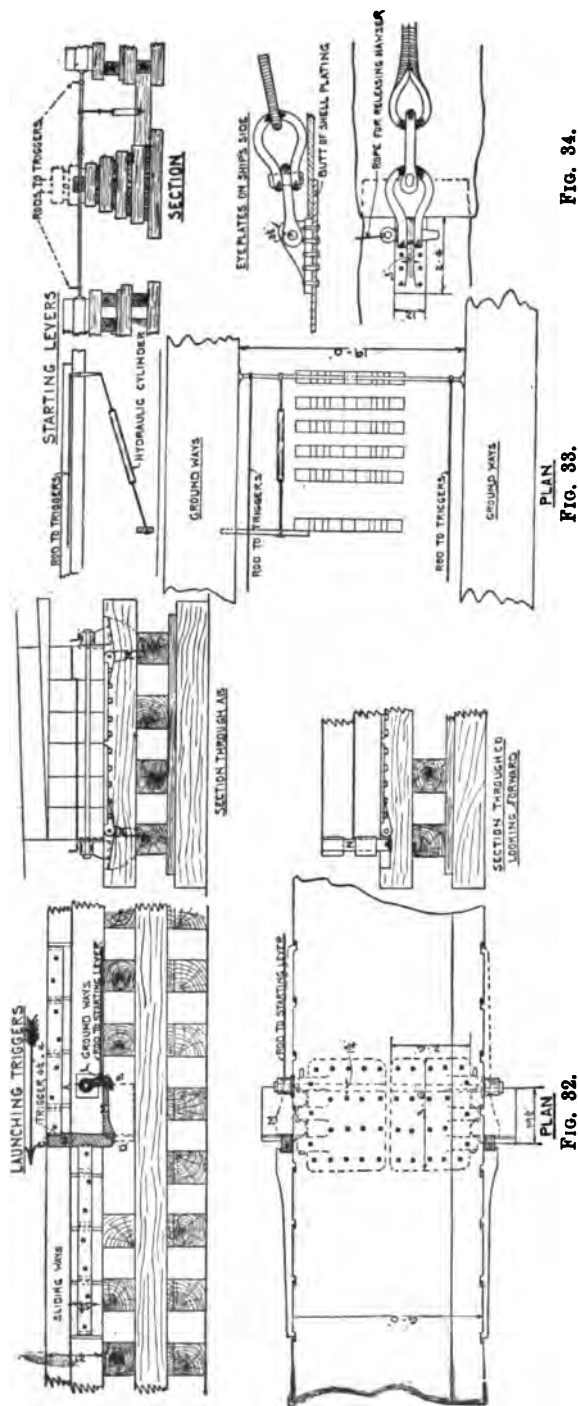 LAUNCHING TRIGGERS
SLIDING WAYS
GROUND WAYS
ROD TO STARTING LEVER
L
M
SECTION THROUGH AB
ROD TO STARTING LEVER
M
PLAN
FIG. 32.
SECTION THROUGH CD
LOOKING FORWARD
STARTING LEVERS
ROD TO TRIGGERS
HYDRAULIC CYLINDER
RODS TO TRIGGERS
SECTION
GROUND WAYS
ROD TO TRIGGERS
ROD TO TRIGGERS
GROUND WAYS
PLAN
FIG. 33.
EYEPLATES ON SHIP'S SIDE
BUTT OF SHELL PLATING
ROPE FOR RELEASING HAWSER
FIG. 34.